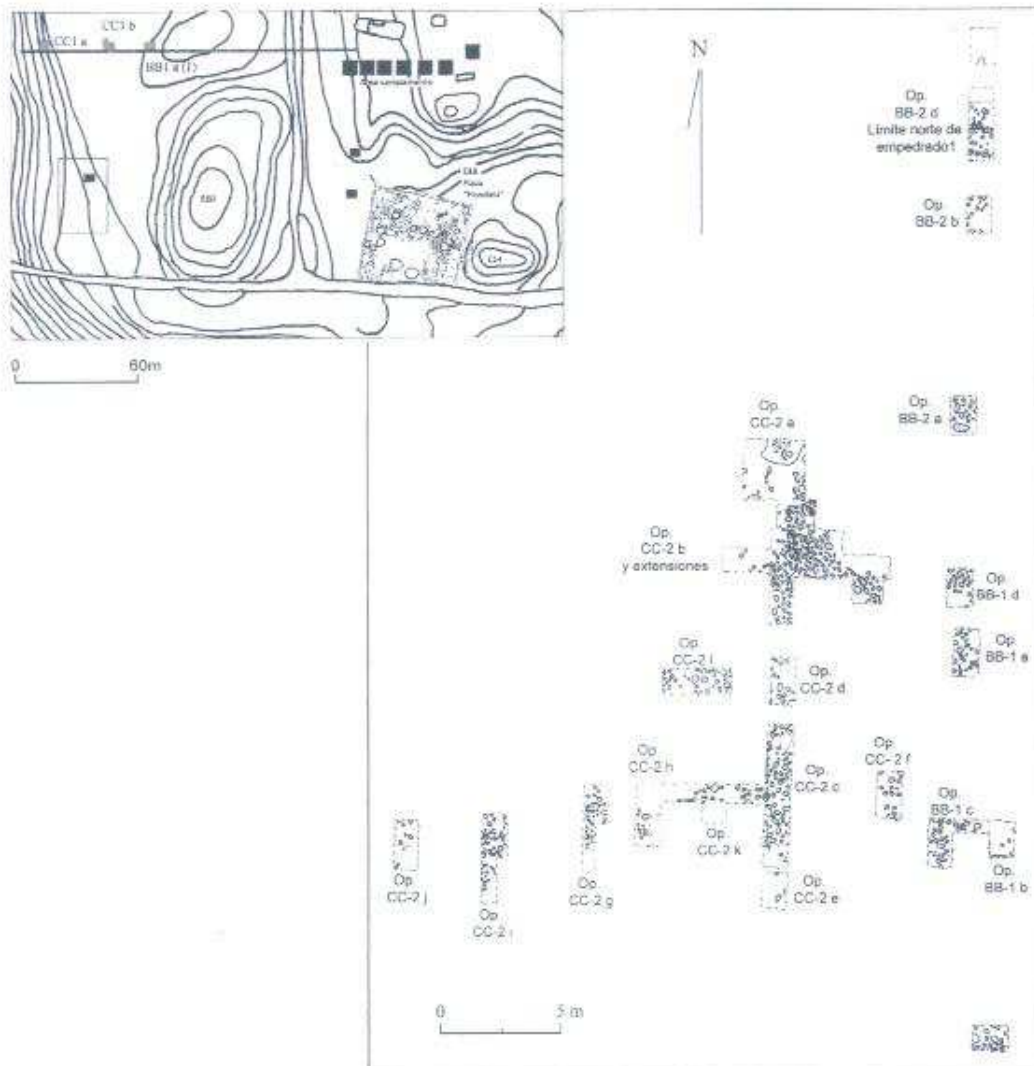 CC1 a
BB1 a (1)
Área campamento
0
60m
N
Op.
BB-2 d
Límite norte de
empedrado1
Op
BB-2 b
Op.
BB-2 a
Op.
CC-2 a
Op.
CC-2 b
y extensiones
Op.
BB-1 d
Op.
BB-1 e
Op.
CC-2 l
Op.
CC-2 d
Op.
CC-2 h
Op.
CC-2 c
Op.
CC-2 f
Op.
BB-1 c
Op.
CC-2 k
Op.
BB-1 b
Op
CC-2 j
Op
CC-2 i
Op.
CC-2 g
Op.
CC-2 e
0
5 m